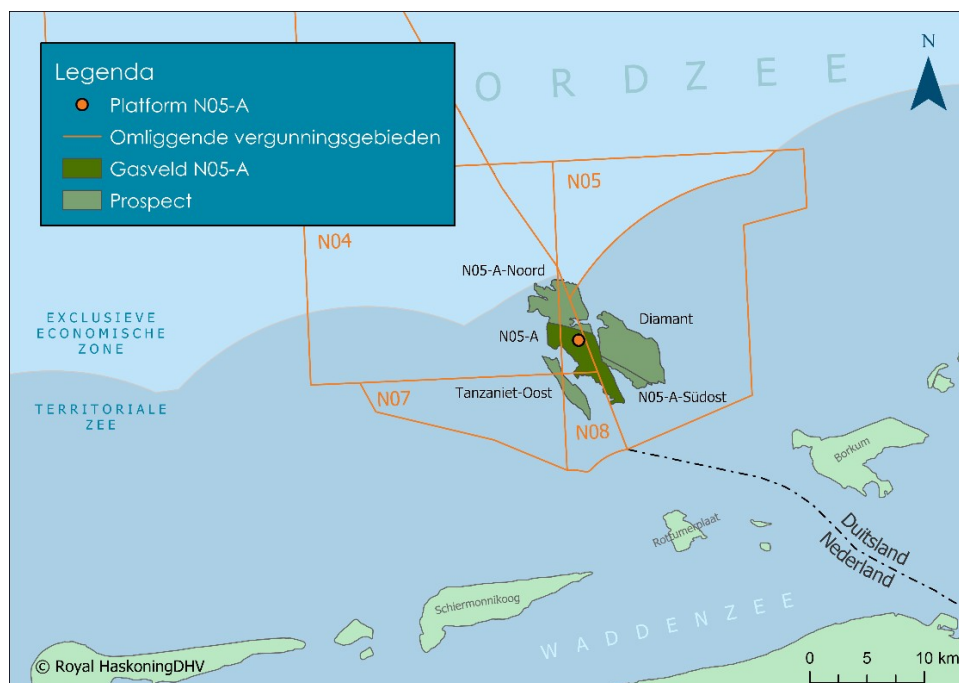 Legenda
Platform N05-A
Omliggende vergunningsgebieden
Gasveld N05-A
Prospect
ORDZEE
N
N05
N04
N05-A-Noord
Diamant
N05-A
EXCLUSIEVE
ECONOMISCHE
ZONE
Tanzaniet-Oost
N05-A-Südost
N07
TERRITORIALE
ZEE
N08
Borkum
Rottumerplaat
Duitsland
Nederland
Schiermonnikoog
WADDENZEE
© Royal HaskoningDHV
0 5 10 km